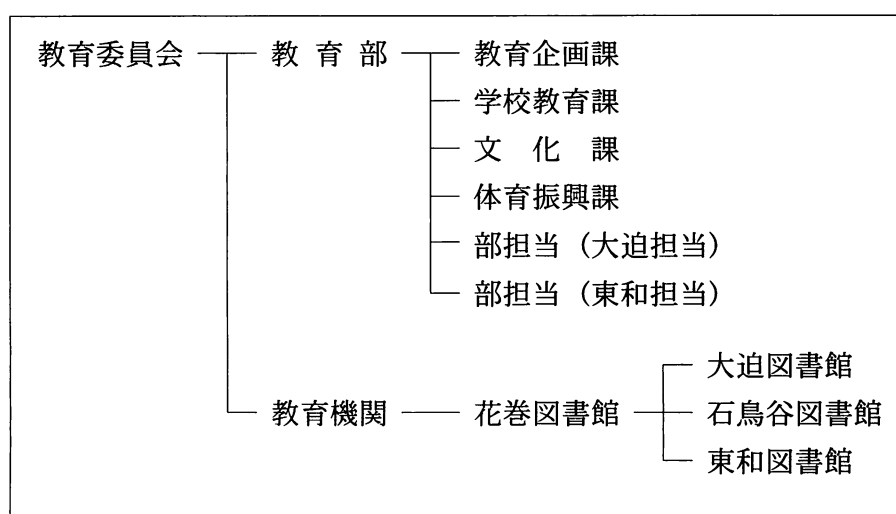 教育委員会 教 育 部 教育企画課
学校教育課
文 化 課
体育振興課
部担当（大迫担当）
部担当（東和担当）
大迫図書館
教育機関 花巻図書館 石鳥谷図書館
東和図書館